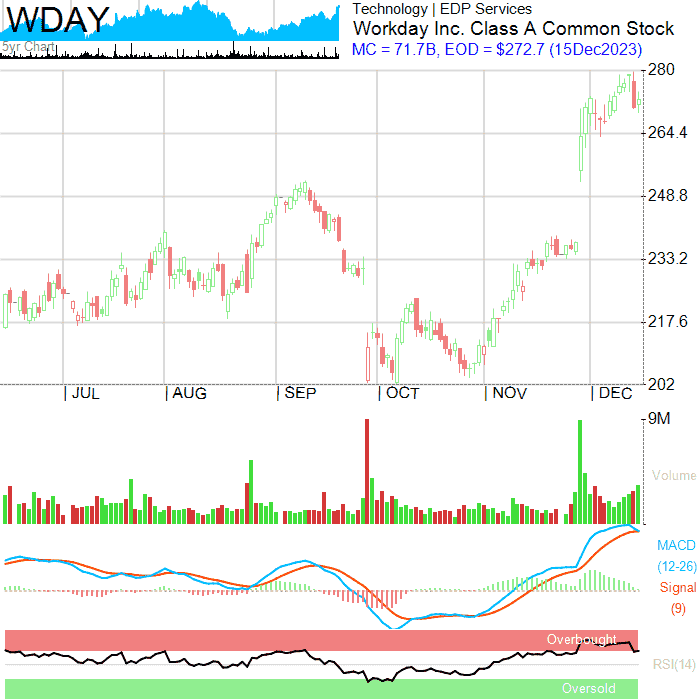 WDAY
5yr Chart
Technology | EDP Services
Workday Inc. Class A Common Stock
MC = 71.7B, EOD = $272.7 (15Dec2023)
280
264.4
248.8
233.2
217.6
202
| JUL | AUG | SEP | OCT | NOV | DEC
9M
Volume
MACD
(12-26)
Signal
(9)
Overbought
RSI(14)
Oversold